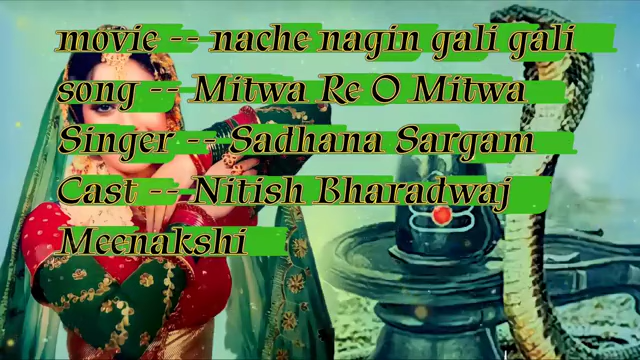 movie -- nache nagin gali gali
song -- Mitwa Re O Mitwa
Singer -- Sadhana Sargam
Cast -- Nitish Bharadwaj
Meenakshi